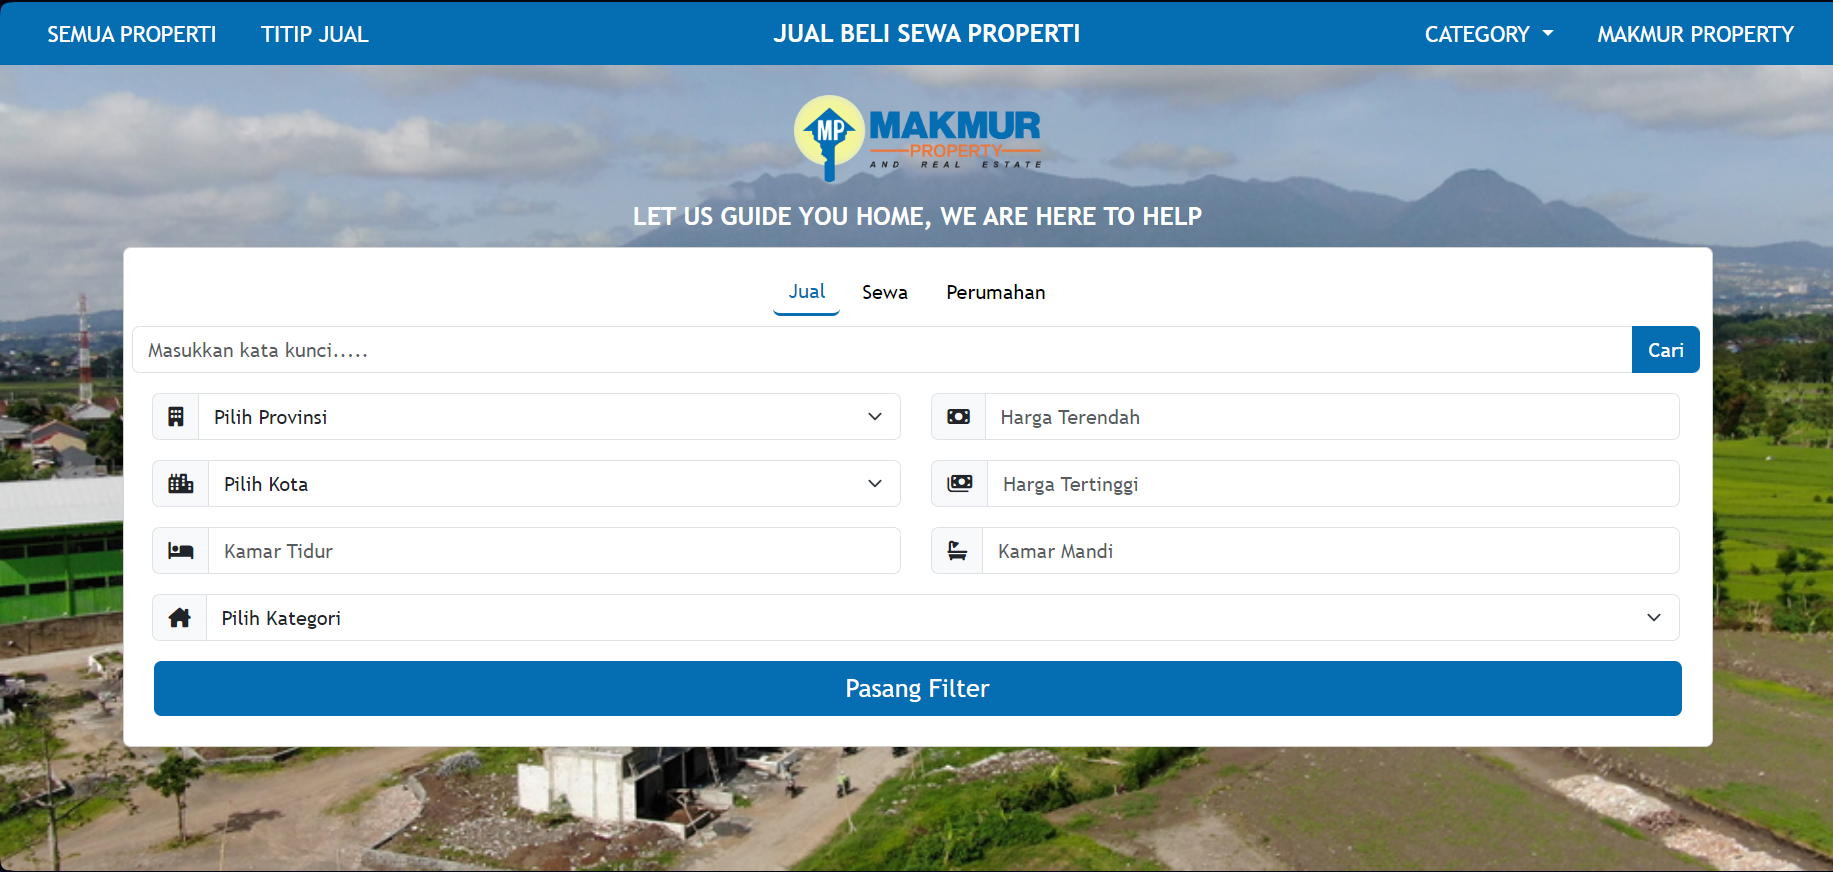 SEMUA PROPERTI TITIP JUAL JUAL BELI SEWA PROPERTI CATEGORY MAKMUR PROPERTY
MP MAKMUR
PROPERTY
AND REAL ESTATE
LET US GUIDE YOU HOME, WE ARE HERE TO HELP
Jual Sewa Perumahan
Masukkan kata kunci..... Cari
Pilih Provinsi Harga Terendah
Pilih Kota Harga Tertinggi
Kamar Tidur Kamar Mandi
Pilih Kategori
Pasang Filter